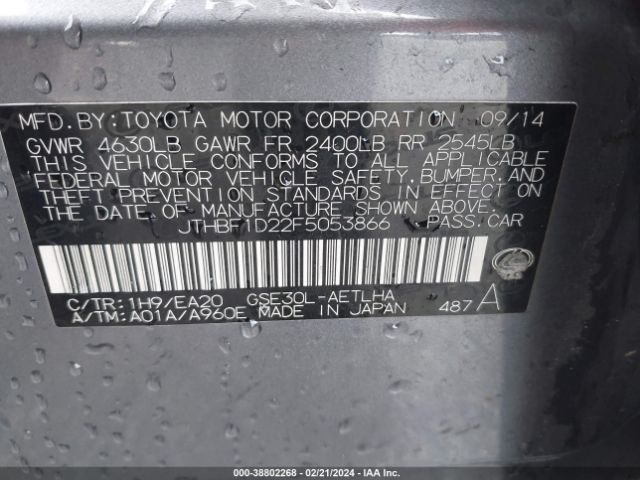 MFD. BY: TOYOTA MOTOR CORPORATION 09/14
GVWR 4630LB GAWR FR 2400LB RR 2545LB
THIS VEHICLE CONFORMS TO ALL APPLICABLE
FEDERAL MOTOR VEHICLE SAFETY, BUMPER, AND
THEFT PREVENTION STANDARDS IN EFFECT ON
THE DATE OF MANUFACTURE SHOWN ABOVE.
JTHBF1D22F5053866 PASS. CAR
C/TR: 1H9/EA20 GSE30L-AETLHA
A/TM: A01A/A960E MADE IN JAPAN 487 A
000-38802268 - 02/21/2024 - IAA Inc.